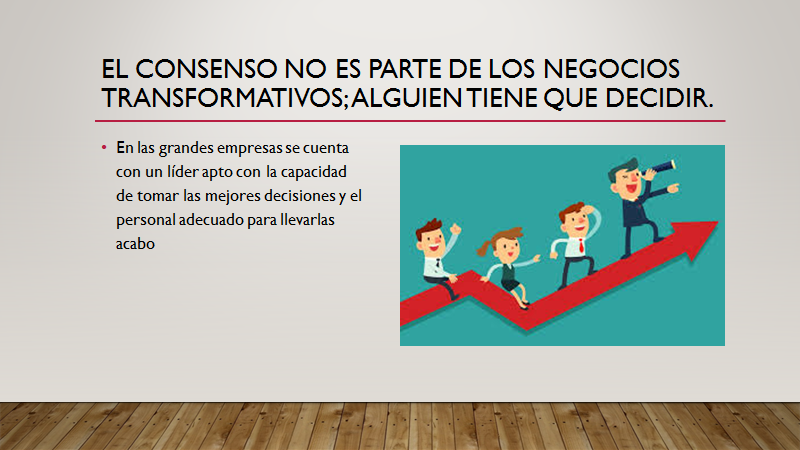 EL CONSENSO NO ES PARTE DE LOS NEGOCIOS
TRANSFORMATIVOS; ALGUIEN TIENE QUE DECIDIR.
• En las grandes empresas se cuenta
con un líder apto con la capacidad
de tomar las mejores decisiones y el
personal adecuado para llevarlas
acabo